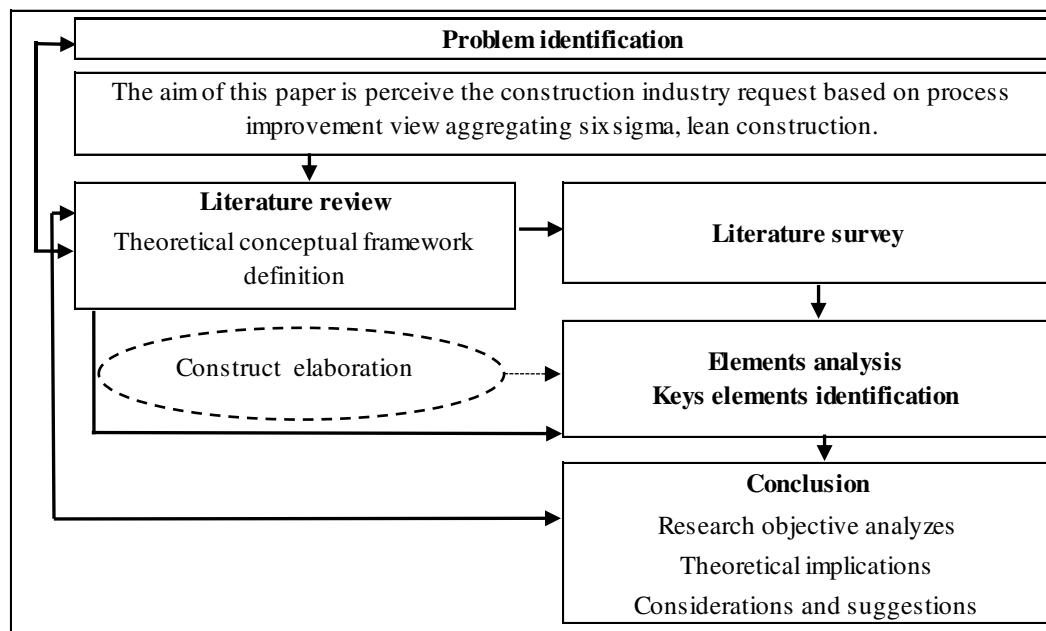 Problem identification
The aim of this paper is perceive the construction industry request based on process
improvement view aggregating six sigma, lean construction.
Literature review
Theoretical conceptual framework
definition
Literature survey
Construct elaboration
Elements analysis
Keys elements identification
Conclusion
Research objective analyzes
Theoretical implications
Considerations and suggestions